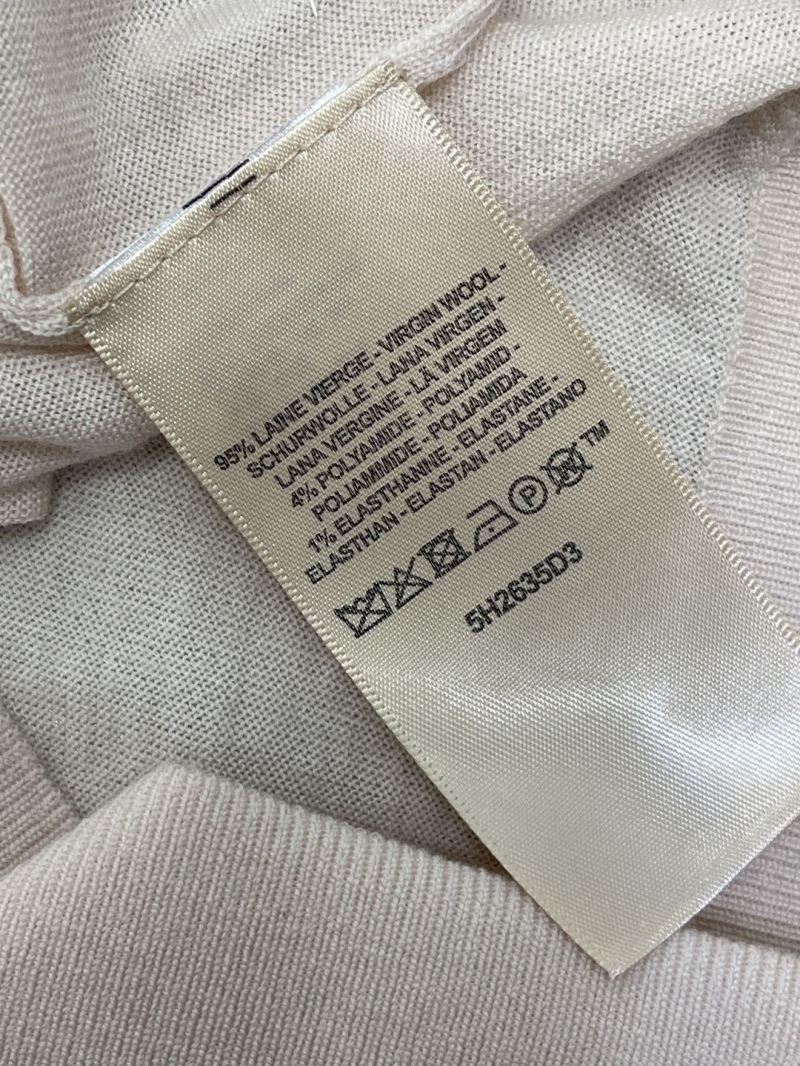 95% LAINE VIERGE - VIRGIN WOOL -
SCHURWOLLE - LANA VIRGEN -
LANA VERGINE - LÃ VIRGEM
4% POLYAMIDE - POLYAMID -
POLIAMMIDE - POLIAMIDA
1% ELASTHANNE - ELASTANE -
ELASTHAN - ELASTAN - ELASTANO
P W TM
5H2635D3